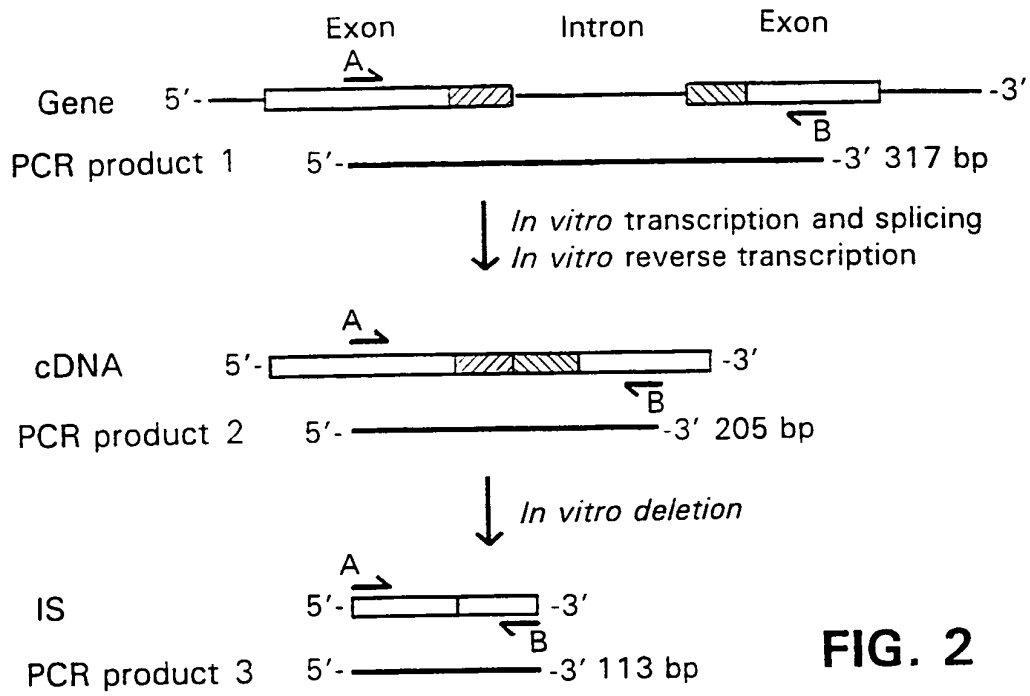 Exon Intron Exon
A
Gene 5′- -3′
B
PCR product 1 5′- -3′ 317 bp
In vitro transcription and splicing
In vitro reverse transcription
A
cDNA 5′- -3′
B
PCR product 2 5′- -3′ 205 bp
In vitro deletion
A
IS 5′- -3′
B
PCR product 3 5′- -3′ 113 bp
FIG. 2